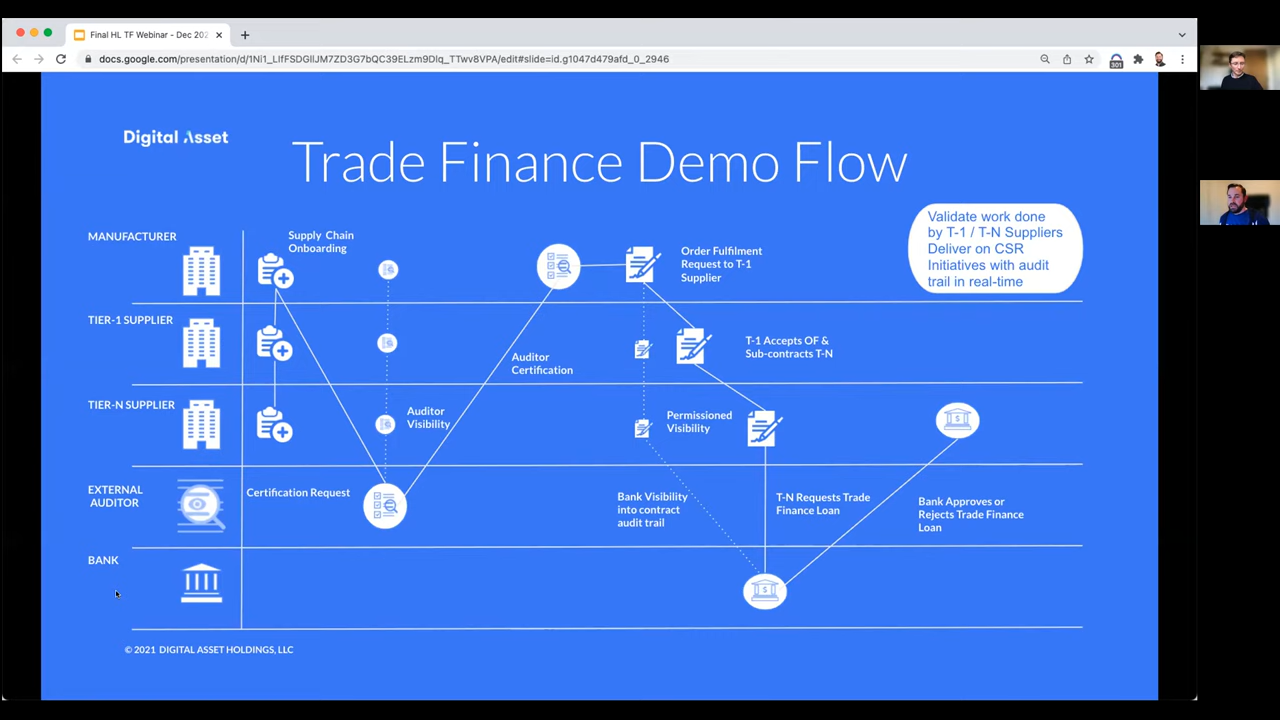 Final HL TF Webinar - Dec 202
docs.google.com/presentation/d/1Ni1_LIfFSDGlIJM7ZD3G7bQC39ELzm9Dlq_TTwv8VPA/edit#slide=id.g1047d479afd_0_2946
301
Digital Asset
Trade Finance Demo Flow
Validate work done
by T-1 / T-N Suppliers
Deliver on CSR
Initiatives with audit
trail in real-time
MANUFACTURER
Supply Chain
Onboarding
Order Fulfilment
Request to T-1
Supplier
TIER-1 SUPPLIER
Auditor
Certification
T-1 Accepts OF &
Sub-contracts T-N
TIER-N SUPPLIER
Auditor
Visibility
Permissioned
Visibility
EXTERNAL
AUDITOR
Certification Request
Bank Visibility
into contract
audit trail
T-N Requests Trade
Finance Loan
Bank Approves or
Rejects Trade Finance
Loan
BANK
© 2021 DIGITAL ASSET HOLDINGS, LLC